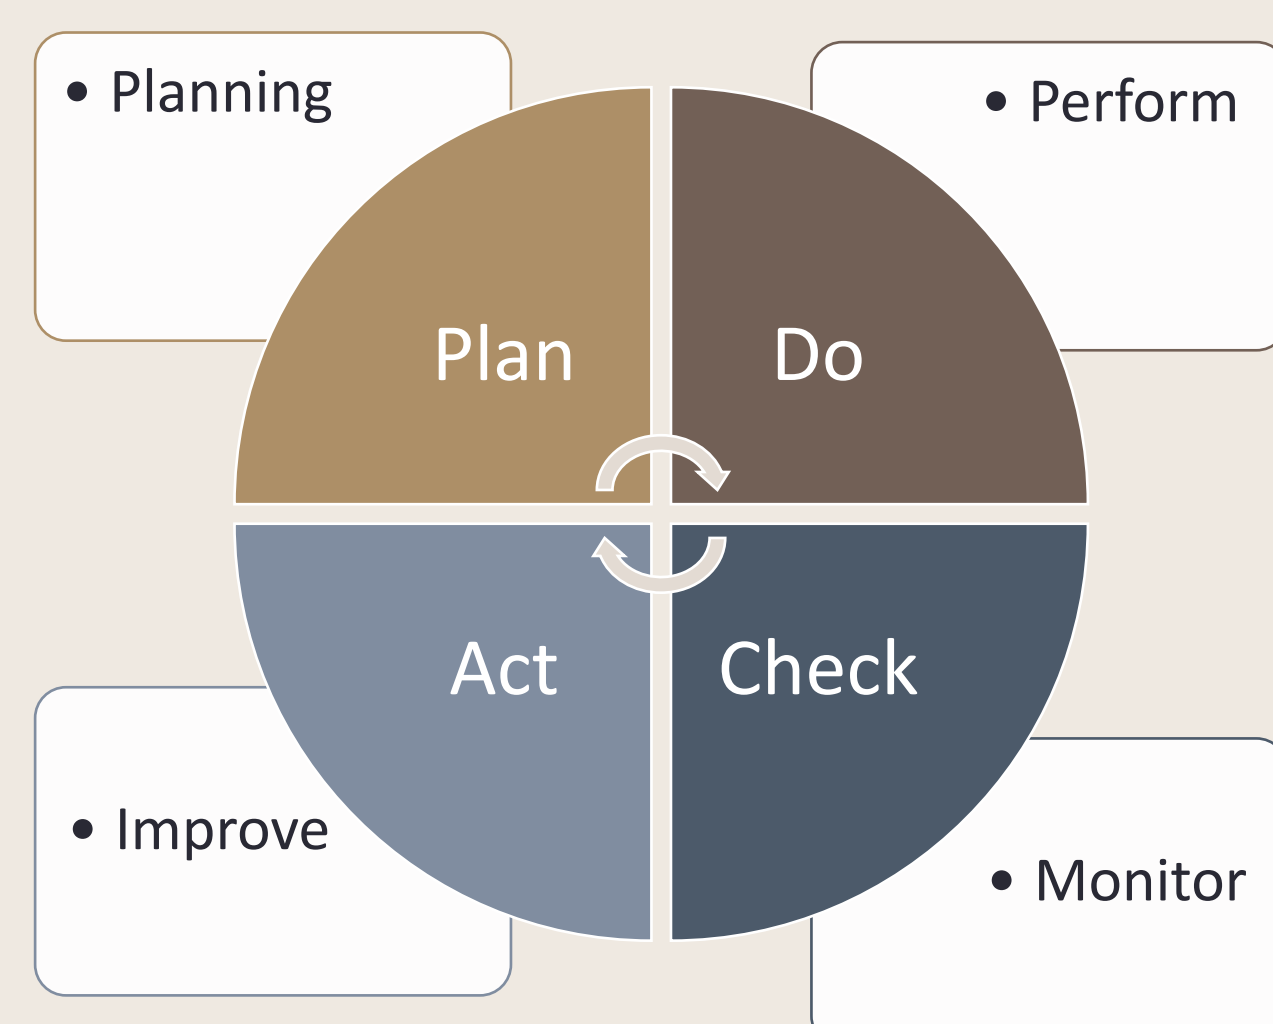 • Planning
• Perform
Plan
Do
Act
Check
• Improve
• Monitor